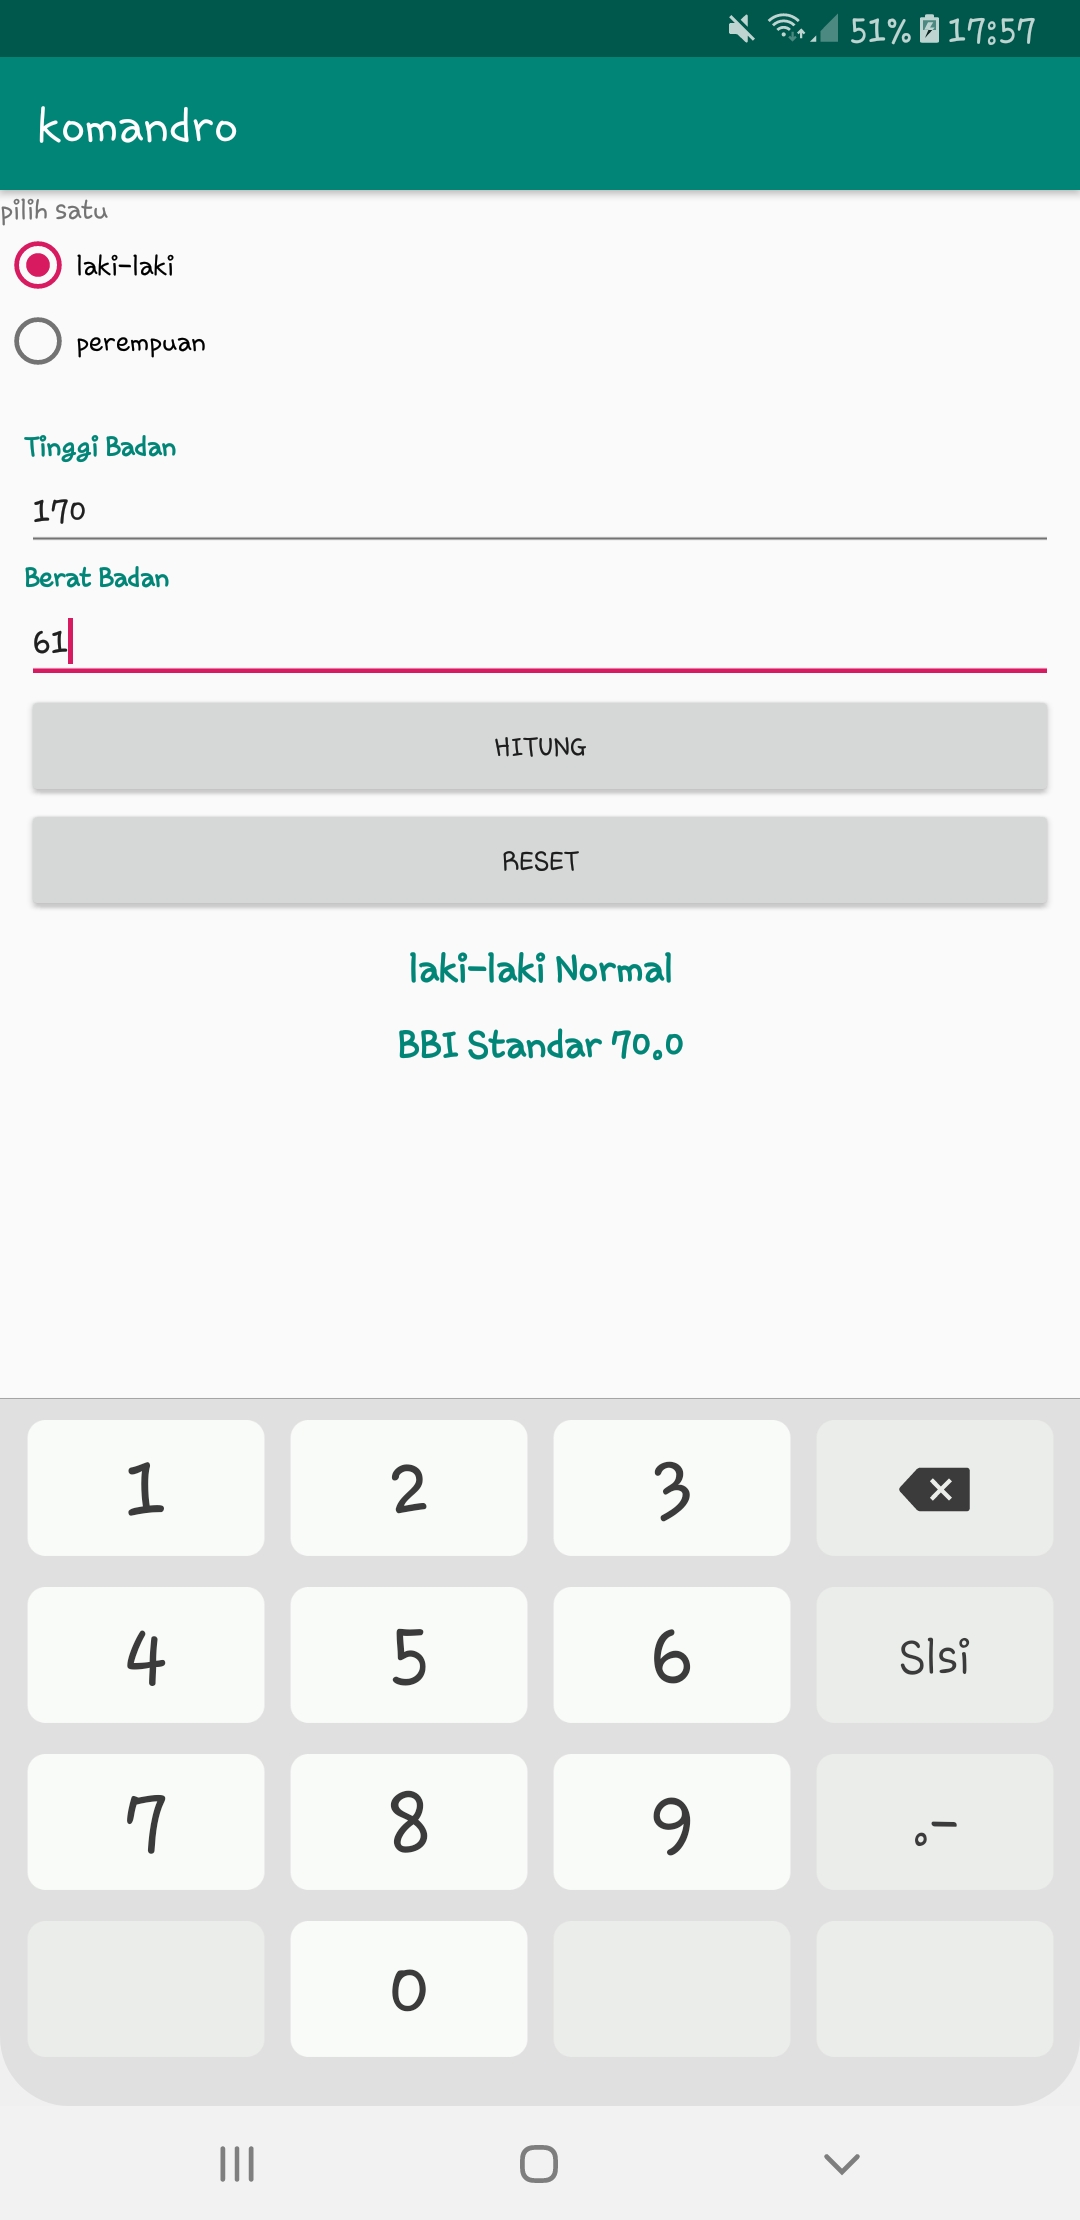 51% 17:57
komandro
pilih satu
laki-laki
perempuan
Tinggi Badan
170
Berat Badan
61
HITUNG
RESET
laki-laki Normal
BBI Standar 70.0
1 2 3
4 5 6 Slsi
7 8 9 .-
0